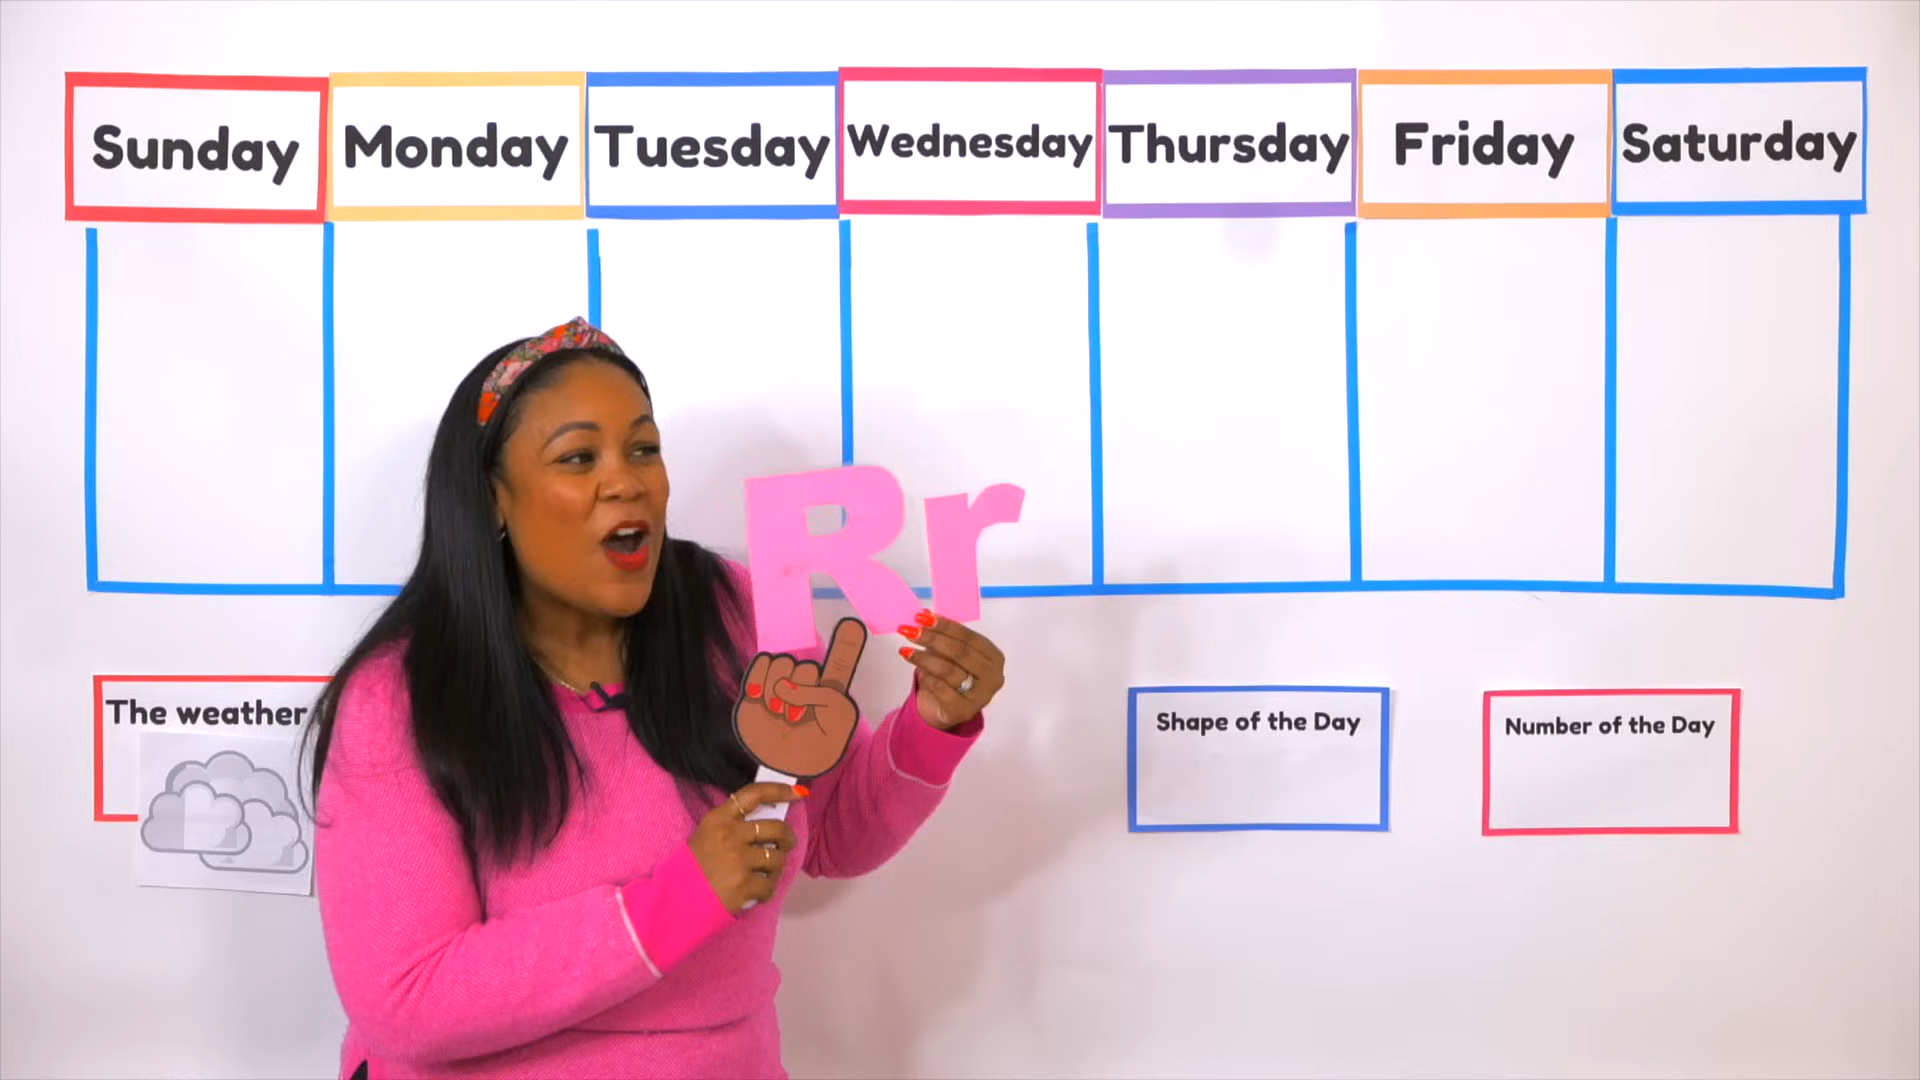 Sunday Monday Tuesday Wednesday Thursday Friday Saturday
Rr
The weather
Shape of the Day
Number of the Day